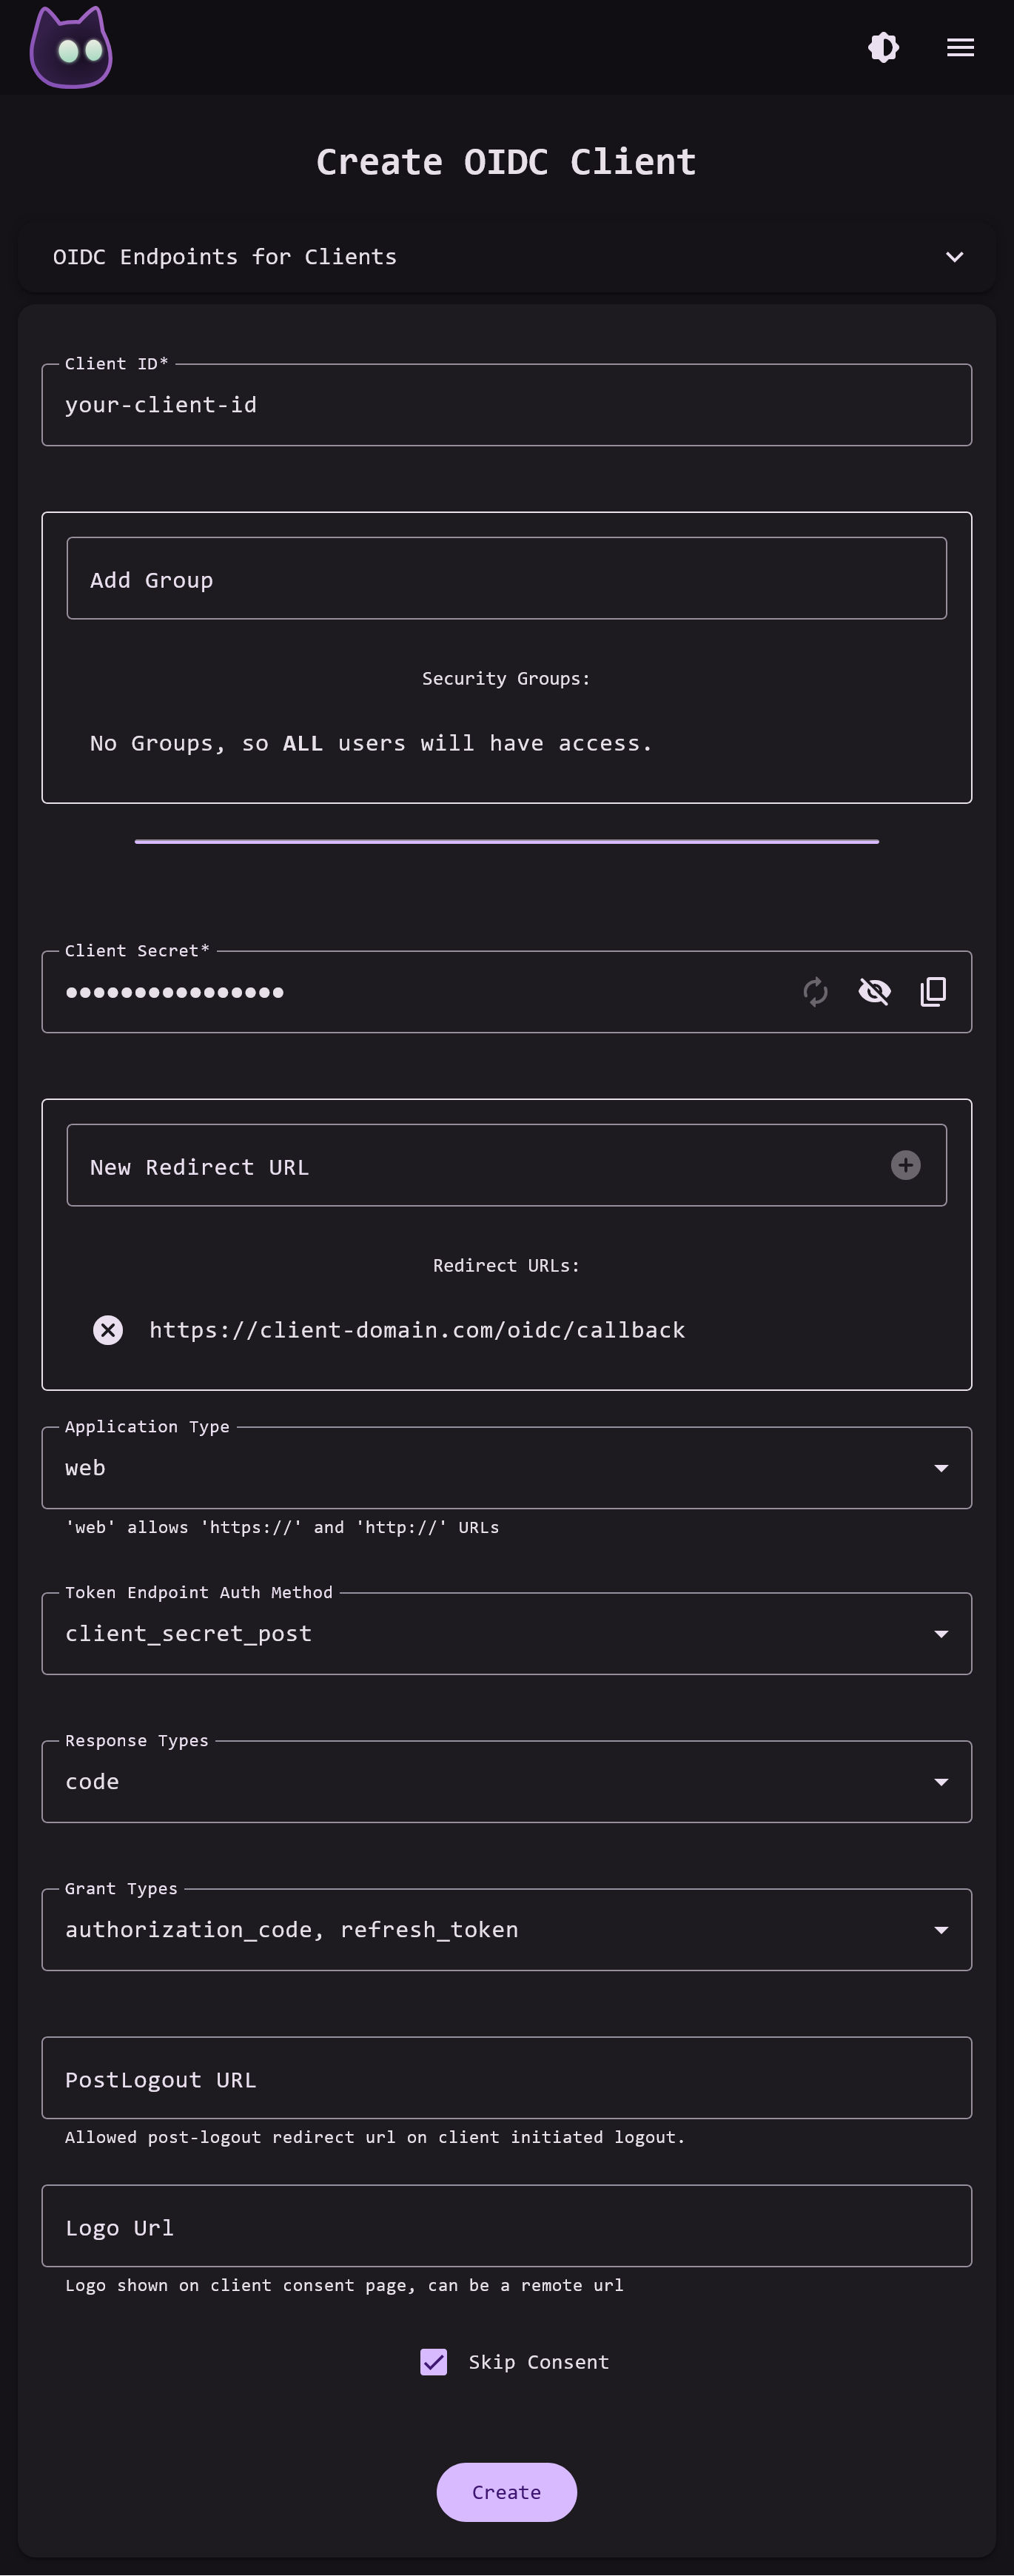 Create OIDC Client
OIDC Endpoints for Clients
Client ID*
your-client-id
Add Group
Security Groups:
No Groups, so ALL users will have access.
Client Secret*
••••••••••••••••
New Redirect URL
Redirect URLs:
https://client-domain.com/oidc/callback
Application Type
web
'web' allows 'https://' and 'http://' URLs
Token Endpoint Auth Method
client_secret_post
Response Types
code
Grant Types
authorization_code, refresh_token
PostLogout URL
Allowed post-logout redirect url on client initiated logout.
Logo Url
Logo shown on client consent page, can be a remote url
Skip Consent
Create